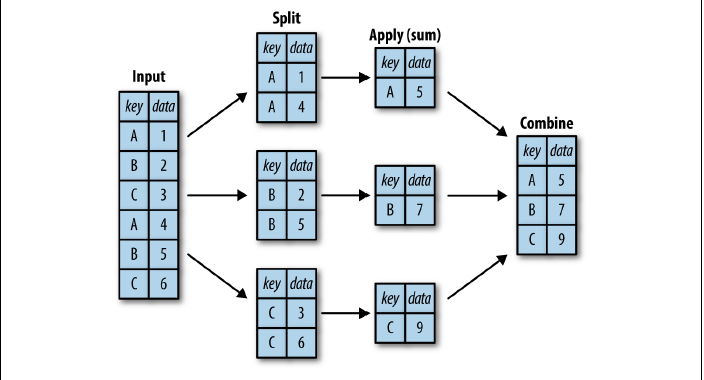 Input
key data
A 1
B 2
C 3
A 4
B 5
C 6
Split
key data
A 1
A 4
key data
B 2
B 5
key data
C 3
C 6
Apply (sum)
key data
A 5
key data
B 7
key data
C 9
Combine
key data
A 5
B 7
C 9